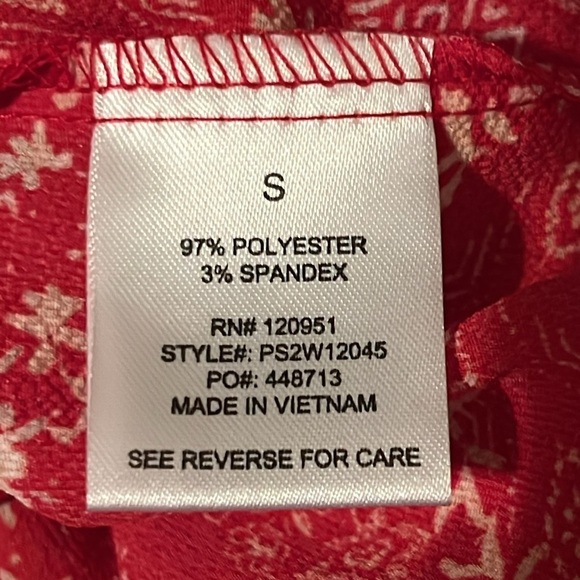 S
97% POLYESTER
3% SPANDEX
RN# 120951
STYLE#: PS2W12045
PO#: 448713
MADE IN VIETNAM
SEE REVERSE FOR CARE